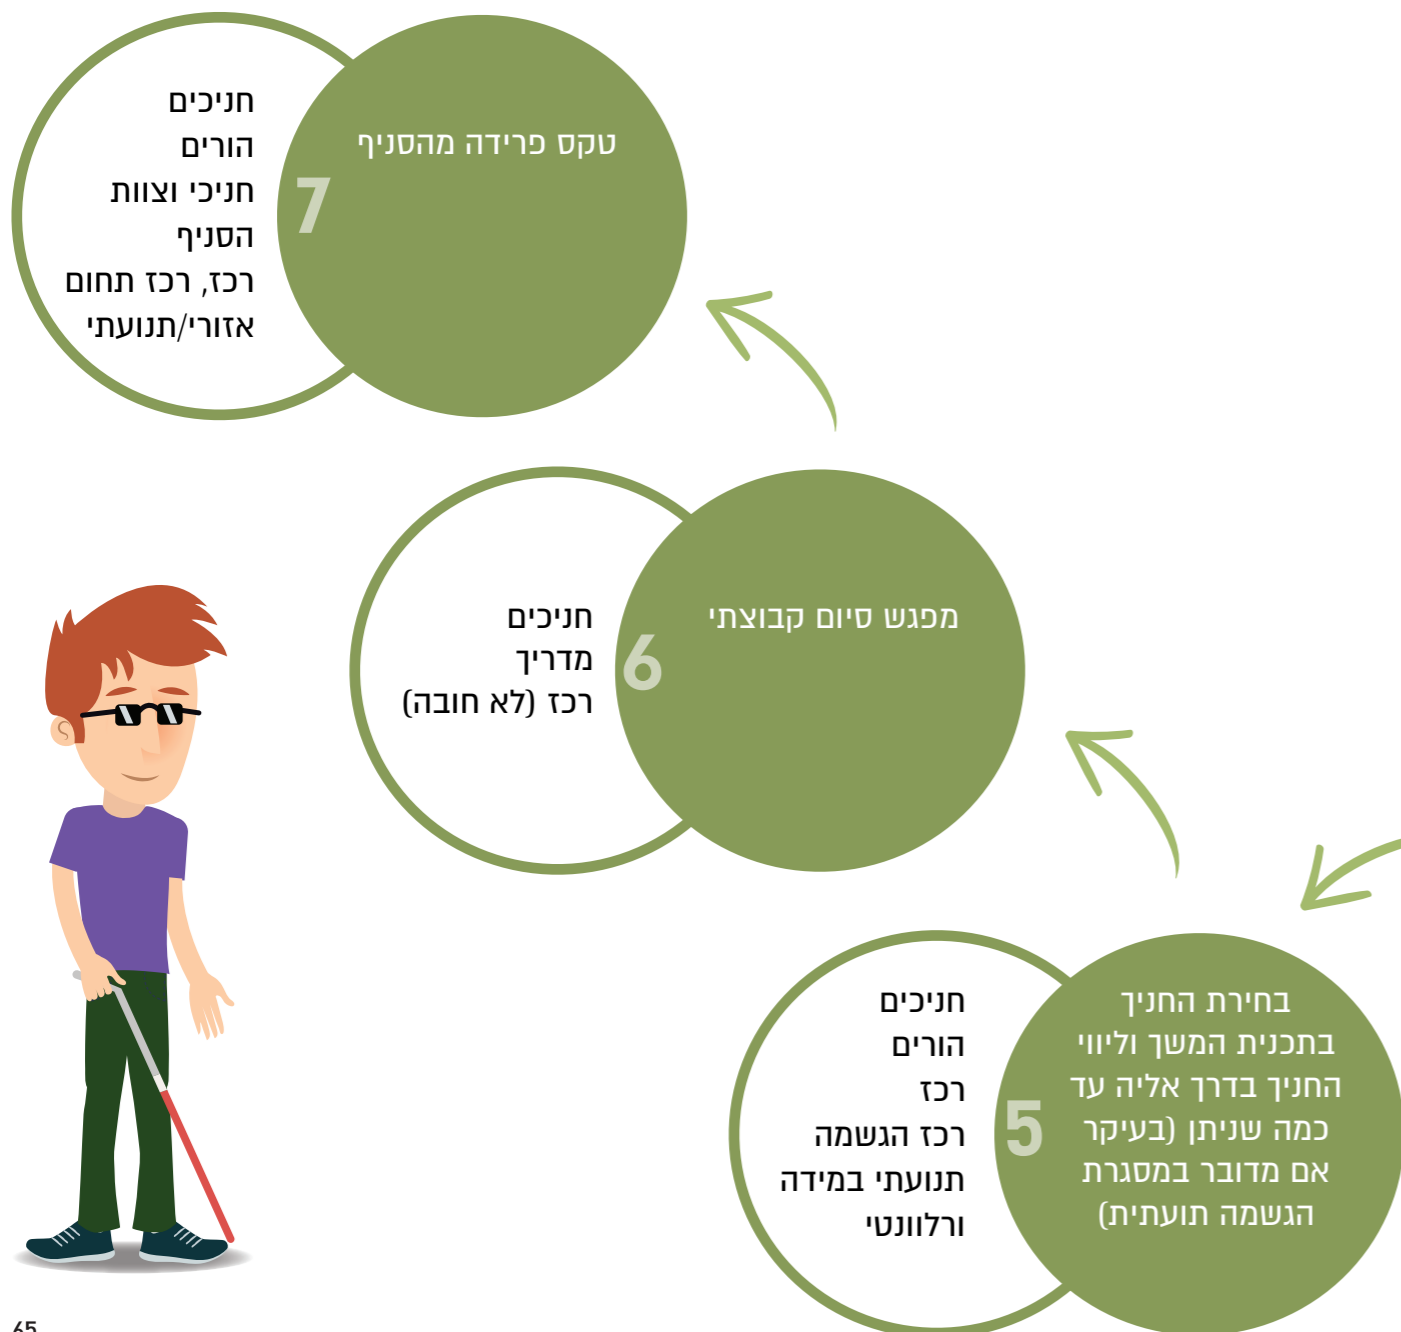 טקס פרידה מהסניף
7
חניכים
הורים
חניכי וצוות
הסניף
רכז, רכז תחום
אזורי/תנועתי
מפגש סיום קבוצתי
6
חניכים
מדריך
רכז (לא חובה)
בחירת החניך
בתכנית המשך וליווי
החניך בדרך אליה עד
כמה שניתן (בעיקר
אם מדובר במסגרת
הגשמה תועתית)
5
חניכים
הורים
רכז
רכז הגשמה
תנועתי במידה
ורלוונטי
65